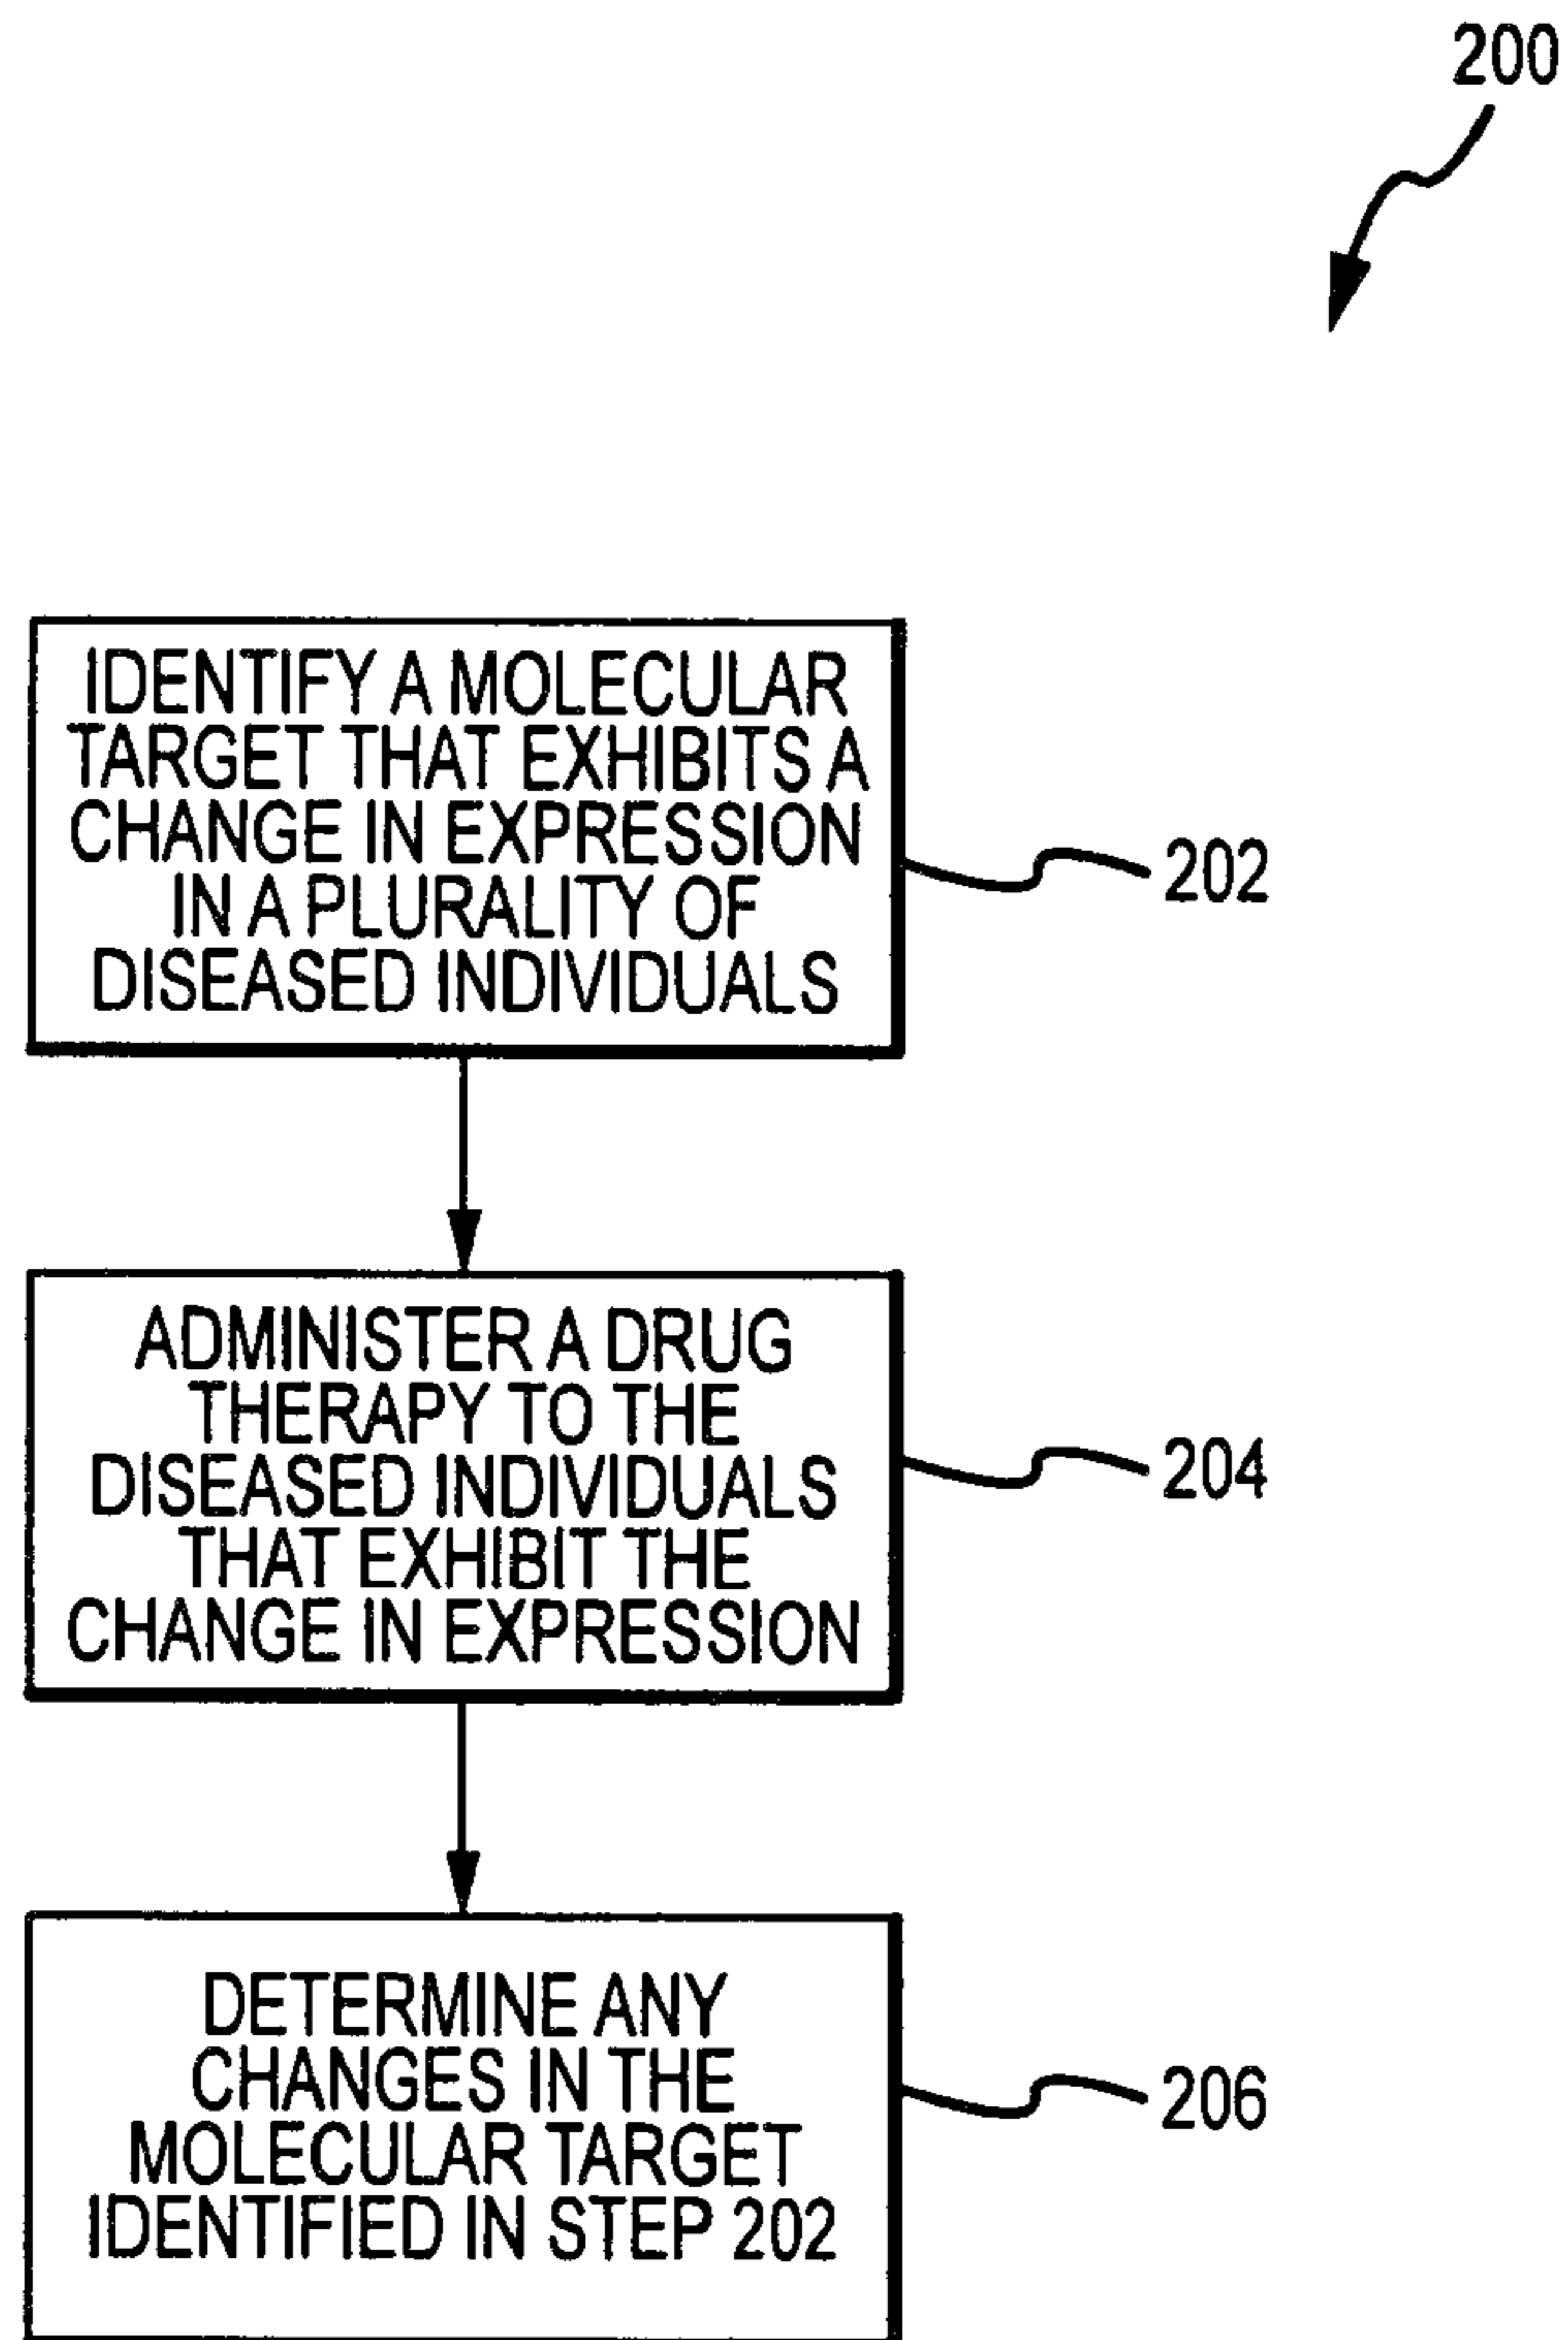 200
IDENTIFY A MOLECULAR
TARGET THAT EXHIBITS A
CHANGE IN EXPRESSION
IN A PLURALITY OF
DISEASED INDIVIDUALS
202
ADMINISTER A DRUG
THERAPY TO THE
DISEASED INDIVIDUALS
THAT EXHIBIT THE
CHANGE IN EXPRESSION
204
DETERMINE ANY
CHANGES IN THE
MOLECULAR TARGET
IDENTIFIED IN STEP 202
206